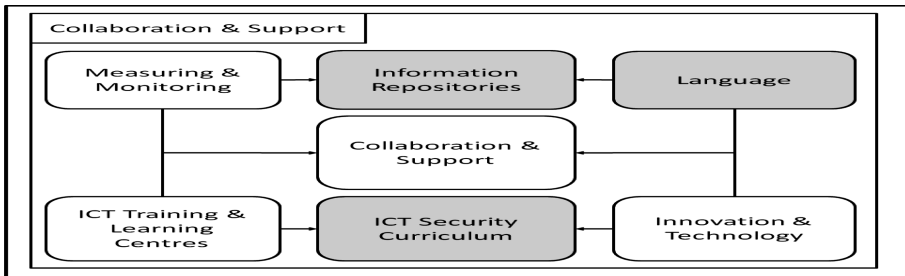 Collaboration & Support
Measuring &
Monitoring
Information
Repositories
Language
Collaboration &
Support
ICT Training &
Learning
Centres
ICT Security
Curriculum
Innovation &
Technology